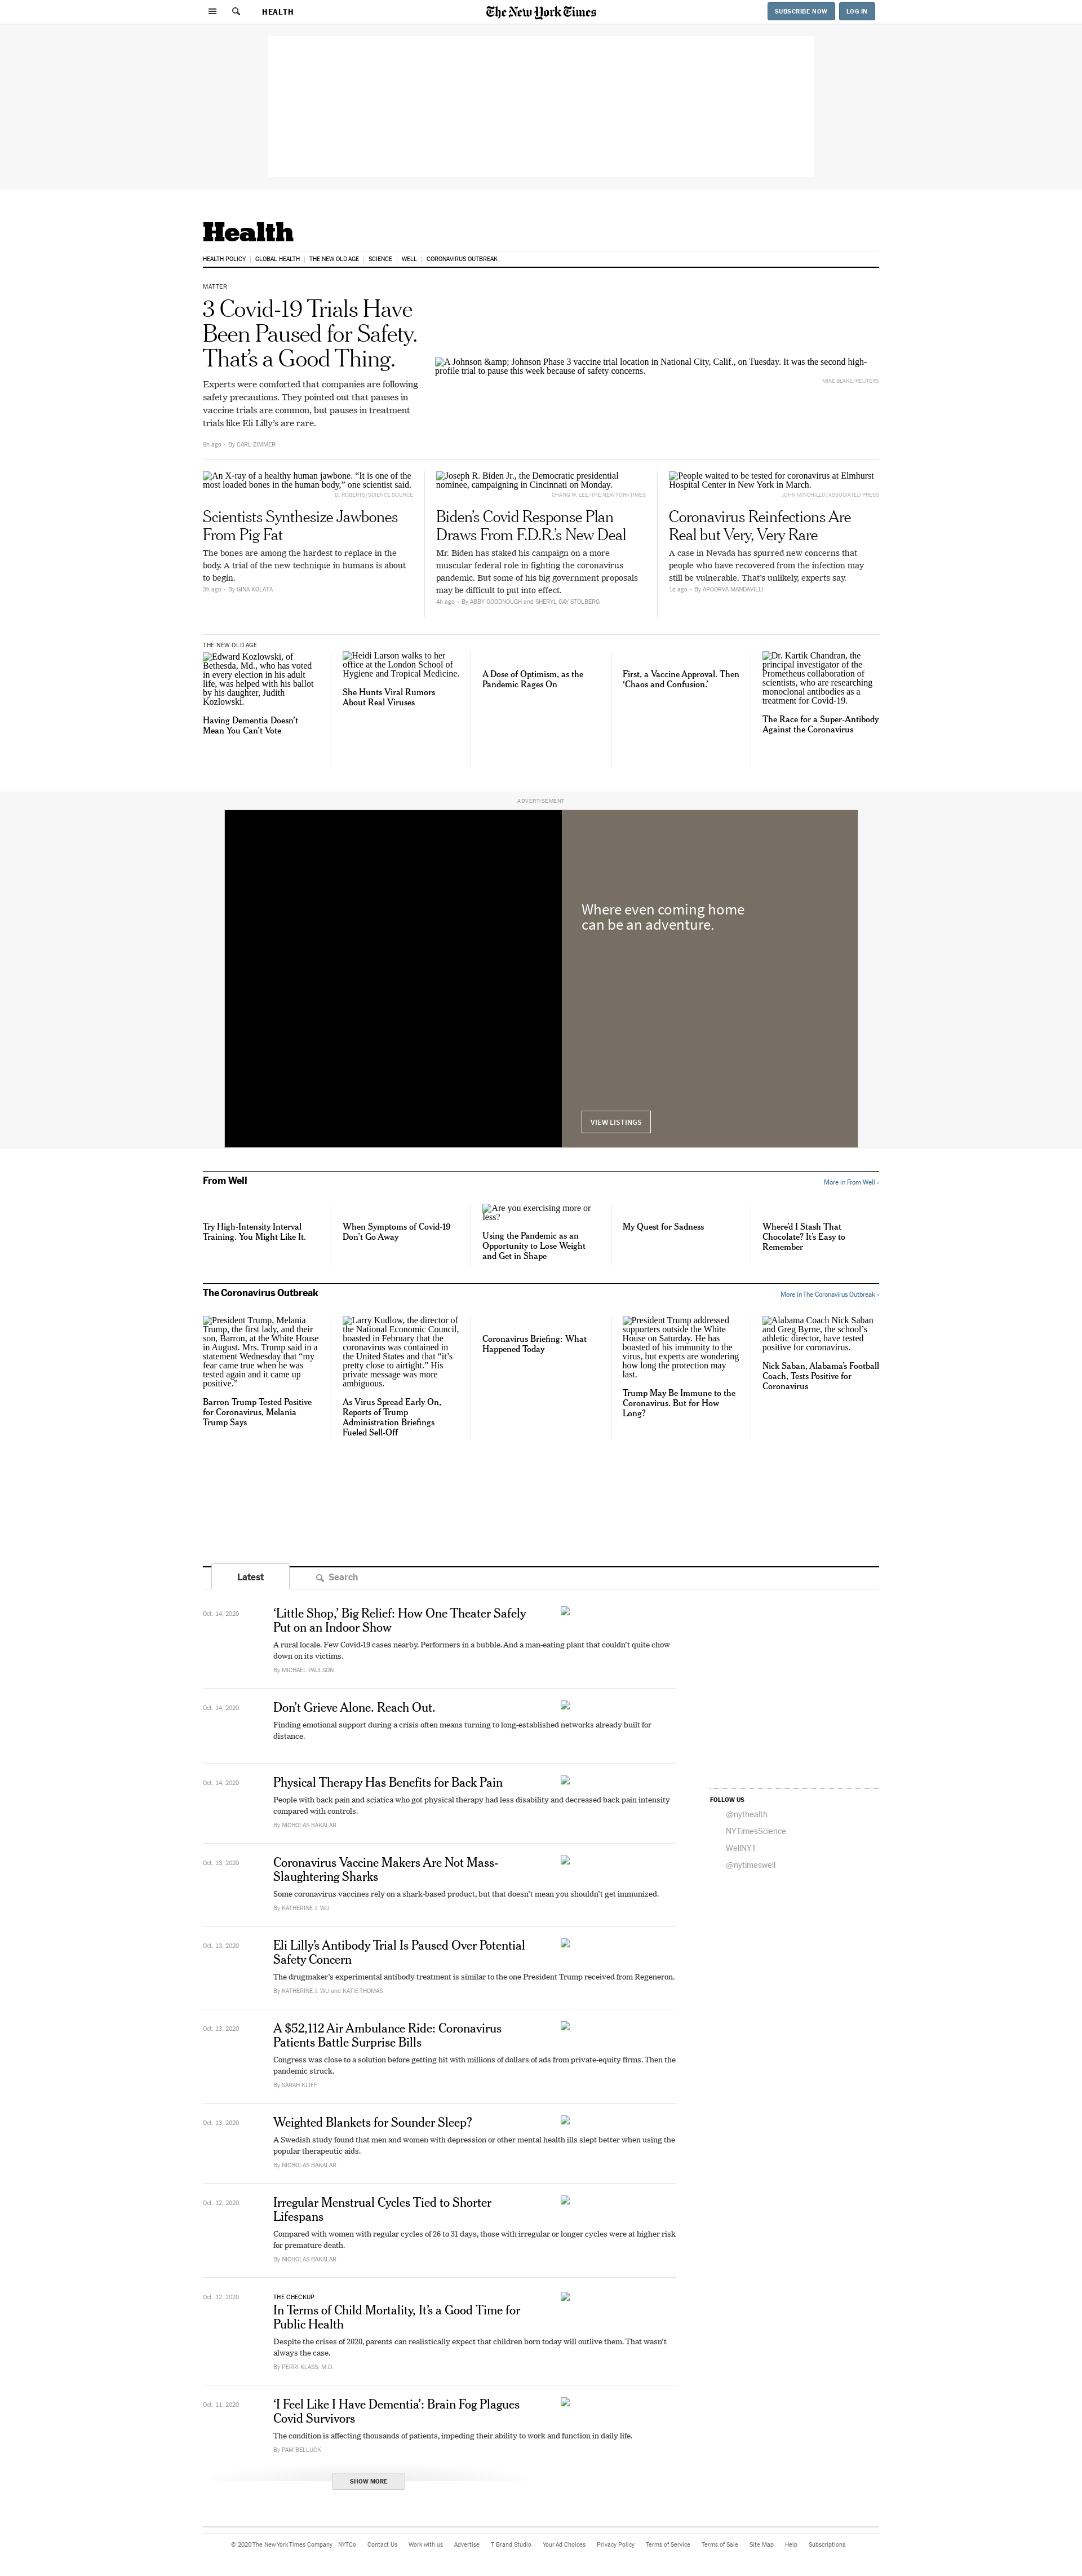 HEALTH
The New York Times
SUBSCRIBE NOW
LOG IN
Health
HEALTH POLICY
GLOBAL HEALTH
THE NEW OLD AGE
SCIENCE
WELL
CORONAVIRUS OUTBREAK
MATTER
3 Covid-19 Trials Have
Been Paused for Safety.
That’s a Good Thing.
Experts were comforted that companies are following
safety precautions. They pointed out that pauses in
vaccine trials are common, but pauses in treatment
trials like Eli Lilly’s are rare.
8h ago - By CARL ZIMMER
A Johnson &amp; Johnson Phase 3 vaccine trial location in National City, Calif., on Tuesday. It was the second high-
profile trial to pause this week because of safety concerns.
MIKE BLAKE/REUTERS
An X-ray of a healthy human jawbone. “It is one of the
most loaded bones in the human body,” one scientist said.
D. ROBERTS/SCIENCE SOURCE
Scientists Synthesize Jawbones
From Pig Fat
The bones are among the hardest to replace in the
body. A trial of the new technique in humans is about
to begin.
3h ago - By GINA KOLATA
Joseph R. Biden Jr., the Democratic presidential
nominee, campaigning in Cincinnati on Monday.
CHANG W. LEE/THE NEW YORK TIMES
Biden’s Covid Response Plan
Draws From F.D.R.’s New Deal
Mr. Biden has staked his campaign on a more
muscular federal role in fighting the coronavirus
pandemic. But some of his big government proposals
may be difficult to put into effect.
4h ago - By ABBY GOODNOUGH and SHERYL GAY STOLBERG
People waited to be tested for coronavirus at Elmhurst
Hospital Center in New York in March.
JOHN MINCHILLO/ASSOCIATED PRESS
Coronavirus Reinfections Are
Real but Very, Very Rare
A case in Nevada has spurred new concerns that
people who have recovered from the infection may
still be vulnerable. That’s unlikely, experts say.
1d ago - By APOORVA MANDAVILLI
THE NEW OLD AGE
Edward Kozlowski, of
Bethesda, Md., who has voted
in every election in his adult
life, was helped with his ballot
by his daughter, Judith
Kozlowski.
Having Dementia Doesn’t
Mean You Can’t Vote
Heidi Larson walks to her
office at the London School of
Hygiene and Tropical Medicine.
She Hunts Viral Rumors
About Real Viruses
A Dose of Optimism, as the
Pandemic Rages On
First, a Vaccine Approval. Then
‘Chaos and Confusion.’
Dr. Kartik Chandran, the
principal investigator of the
Prometheus collaboration of
scientists, who are researching
monoclonal antibodies as a
treatment for Covid-19.
The Race for a Super-Antibody
Against the Coronavirus
ADVERTISEMENT
Where even coming home
can be an adventure.
VIEW LISTINGS
From Well
More in From Well ›
Try High-Intensity Interval
Training. You Might Like It.
When Symptoms of Covid-19
Don’t Go Away
Are you exercising more or
less?
Using the Pandemic as an
Opportunity to Lose Weight
and Get in Shape
My Quest for Sadness
Where’d I Stash That
Chocolate? It’s Easy to
Remember
The Coronavirus Outbreak
More in The Coronavirus Outbreak ›
President Trump, Melania
Trump, the first lady, and their
son, Barron, at the White House
in August. Mrs. Trump said in a
statement Wednesday that “my
fear came true when he was
tested again and it came up
positive.”
Barron Trump Tested Positive
for Coronavirus, Melania
Trump Says
Larry Kudlow, the director of
the National Economic Council,
boasted in February that the
coronavirus was contained in
the United States and that “it’s
pretty close to airtight.” His
private message was more
ambiguous.
As Virus Spread Early On,
Reports of Trump
Administration Briefings
Fueled Sell-Off
Coronavirus Briefing: What
Happened Today
President Trump addressed
supporters outside the White
House on Saturday. He has
boasted of his immunity to the
virus, but experts are wondering
how long the protection may
last.
Trump May Be Immune to the
Coronavirus. But for How
Long?
Alabama Coach Nick Saban
and Greg Byrne, the school’s
athletic director, have tested
positive for coronavirus.
Nick Saban, Alabama’s Football
Coach, Tests Positive for
Coronavirus
Latest
Search
Oct. 14, 2020
‘Little Shop,’ Big Relief: How One Theater Safely
Put on an Indoor Show
A rural locale. Few Covid-19 cases nearby. Performers in a bubble. And a man-eating plant that couldn’t quite chow
down on its victims.
By MICHAEL PAULSON
Oct. 14, 2020
Don’t Grieve Alone. Reach Out.
Finding emotional support during a crisis often means turning to long-established networks already built for
distance.
Oct. 14, 2020
Physical Therapy Has Benefits for Back Pain
People with back pain and sciatica who got physical therapy had less disability and decreased back pain intensity
compared with controls.
By NICHOLAS BAKALAR
Oct. 13, 2020
Coronavirus Vaccine Makers Are Not Mass-
Slaughtering Sharks
Some coronavirus vaccines rely on a shark-based product, but that doesn’t mean you shouldn’t get immunized.
By KATHERINE J. WU
Oct. 13, 2020
Eli Lilly’s Antibody Trial Is Paused Over Potential
Safety Concern
The drugmaker’s experimental antibody treatment is similar to the one President Trump received from Regeneron.
By KATHERINE J. WU and KATIE THOMAS
Oct. 13, 2020
A $52,112 Air Ambulance Ride: Coronavirus
Patients Battle Surprise Bills
Congress was close to a solution before getting hit with millions of dollars of ads from private-equity firms. Then the
pandemic struck.
By SARAH KLIFF
Oct. 13, 2020
Weighted Blankets for Sounder Sleep?
A Swedish study found that men and women with depression or other mental health ills slept better when using the
popular therapeutic aids.
By NICHOLAS BAKALAR
Oct. 12, 2020
Irregular Menstrual Cycles Tied to Shorter
Lifespans
Compared with women with regular cycles of 26 to 31 days, those with irregular or longer cycles were at higher risk
for premature death.
By NICHOLAS BAKALAR
Oct. 12, 2020
THE CHECKUP
In Terms of Child Mortality, It’s a Good Time for
Public Health
Despite the crises of 2020, parents can realistically expect that children born today will outlive them. That wasn’t
always the case.
By PERRI KLASS, M.D.
Oct. 11, 2020
‘I Feel Like I Have Dementia’: Brain Fog Plagues
Covid Survivors
The condition is affecting thousands of patients, impeding their ability to work and function in daily life.
By PAM BELLUCK
SHOW MORE
FOLLOW US
@nythealth
NYTimesScience
WellNYT
@nytimeswell
© 2020 The New York Times Company
NYTCo
Contact Us
Work with us
Advertise
T Brand Studio
Your Ad Choices
Privacy Policy
Terms of Service
Terms of Sale
Site Map
Help
Subscriptions